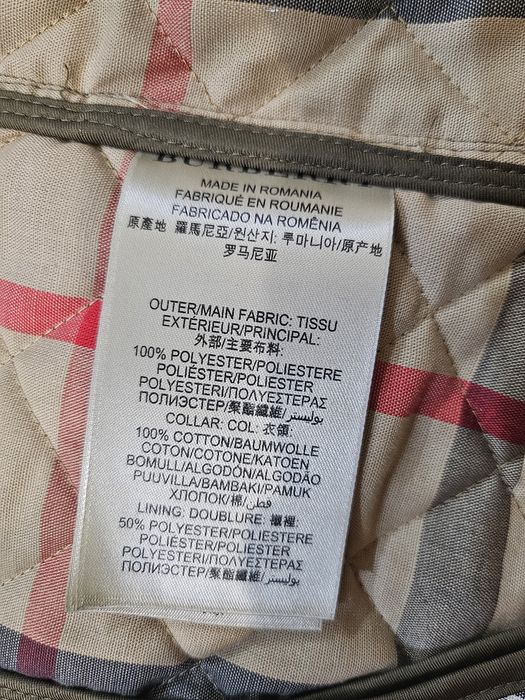 BURBERRY
MADE IN ROMANIA
FABRIQUÉ EN ROUMANIE
FABRICADO NA ROMÊNIA
原產地 羅馬尼亞/원산지: 루마니아/原产地
罗马尼亚
OUTER/MAIN FABRIC: TISSU
EXTÉRIEUR/PRINCIPAL:
外部/主要布料:
100% POLYESTER/POLIESTERE
POLIÉSTER/POLIESTER
POLYESTRI/ΠΟΛΥΕΣΤΕΡΑΣ
ПОЛИЭСТЕР/聚酯纖維/بوليستر
COLLAR: COL: 衣領:
100% COTTON/BAUMWOLLE
COTON/COTONE/KATOEN
BOMULL/ALGODÓN/ALGODÃO
PUUVILLA/BAMBAKI/PAMUK
ХЛОПОК/棉/قطن
LINING: DOUBLURE: 襯裡:
50% POLYESTER/POLIESTERE
POLIÉSTER/POLIESTER
POLYESTRI/ΠΟΛΥΕΣΤΕΡΑΣ
ПОЛИЭСТЕР/聚酯纖維/بوليستر